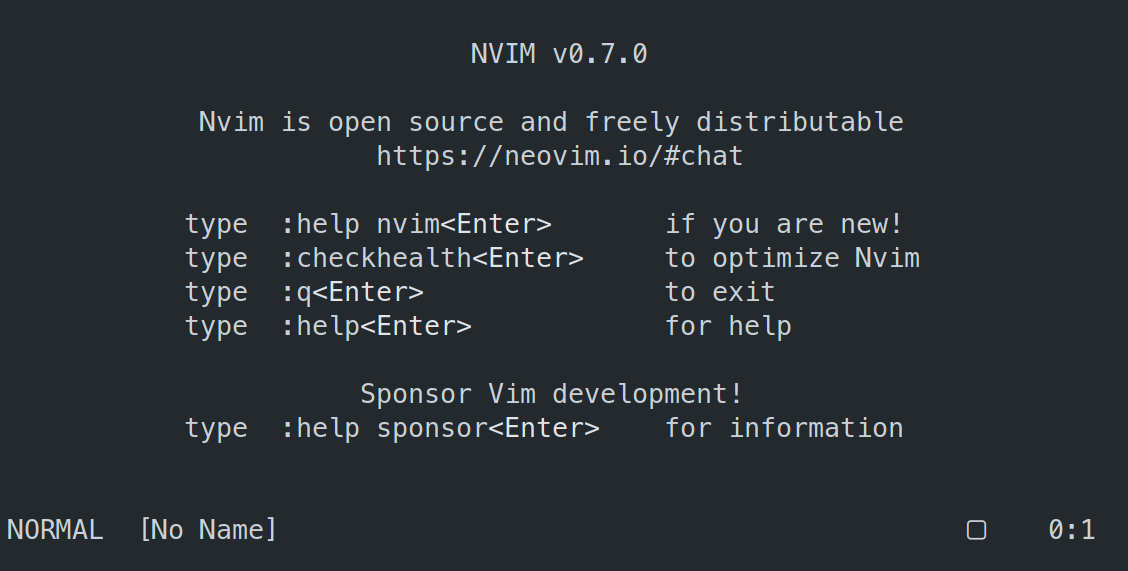 NVIM v0.7.0
Nvim is open source and freely distributable
https://neovim.io/#chat
type  :help nvim<Enter>       if you are new!
type  :checkhealth<Enter>     to optimize Nvim
type  :q<Enter>               to exit
type  :help<Enter>            for help
Sponsor Vim development!
type  :help sponsor<Enter>    for information
NORMAL  [No Name]  ▢  0:1